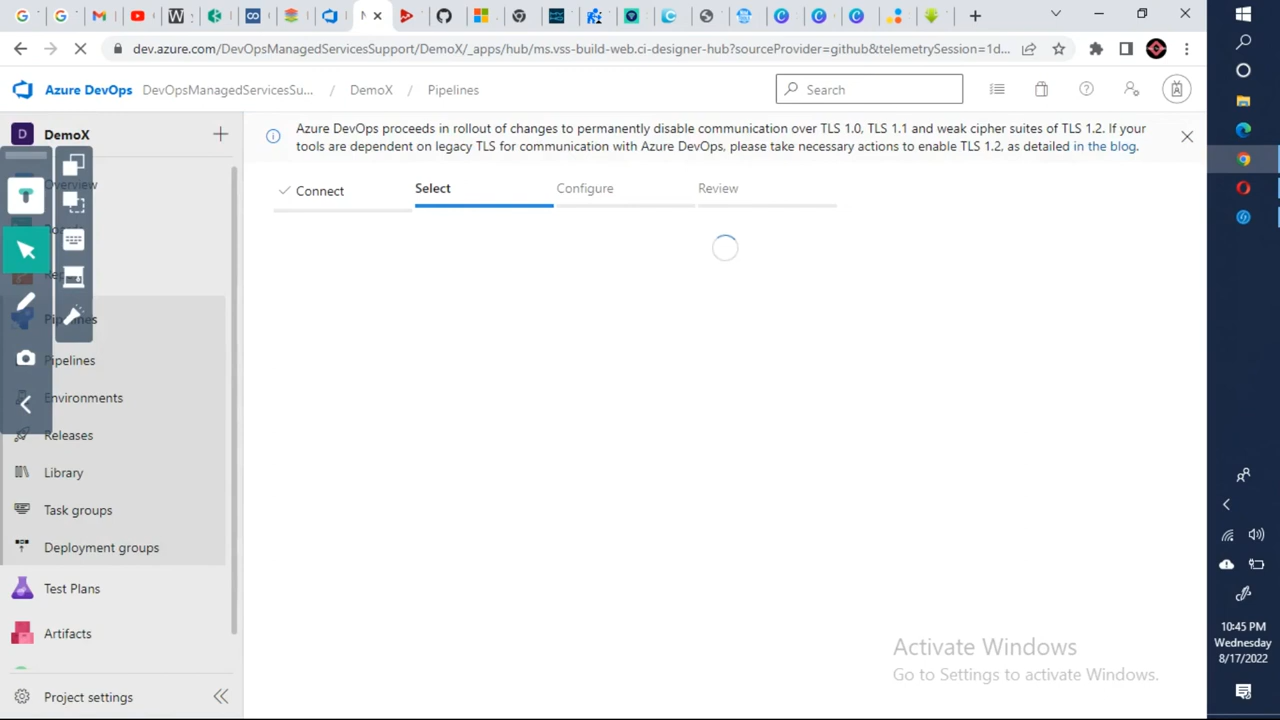 dev.azure.com/DevOpsManagedServicesSupport/DemoX/_apps/hub/ms.vss-build-web.ci-designer-hub?sourceProvider=github&telemetrySession=1d...
Azure DevOps
DevOpsManagedServicesSu... / DemoX / Pipelines
Search
D DemoX
Azure DevOps proceeds in rollout of changes to permanently disable communication over TLS 1.0, TLS 1.1 and weak cipher suites of TLS 1.2. If your
tools are dependent on legacy TLS for communication with Azure DevOps, please take necessary actions to enable TLS 1.2, as detailed in the blog.
Connect
Select
Configure
Review
Pipelines
Environments
Releases
Library
Task groups
Deployment groups
Test Plans
Artifacts
Project settings
Activate Windows
Go to Settings to activate Windows.
10:45 PM
Wednesday
8/17/2022